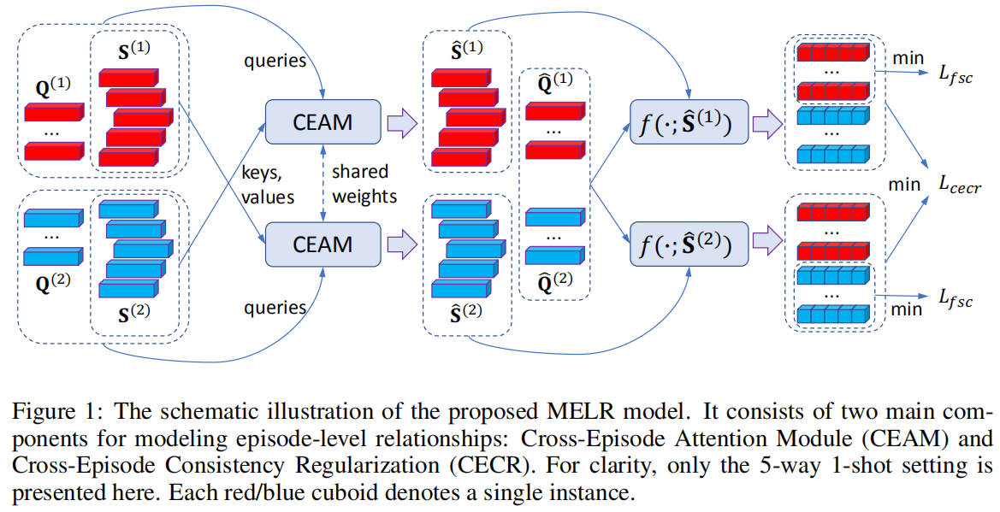 S^(1)
Q^(1)
...
queries
CEAM
keys,
values
shared
weights
CEAM
queries
...
Q^(2)
S^(2)
Ŝ^(1)
Q̂^(1)
...
...
Q̂^(2)
Ŝ^(2)
f(·; Ŝ^(1))
f(·; Ŝ^(2))
...
...
min
L_fsc
min
L_cecr
...
...
min
L_fsc
Figure 1: The schematic illustration of the proposed MELR model. It consists of two main com-
ponents for modeling episode-level relationships: Cross-Episode Attention Module (CEAM) and
Cross-Episode Consistency Regularization (CECR). For clarity, only the 5-way 1-shot setting is
presented here. Each red/blue cuboid denotes a single instance.